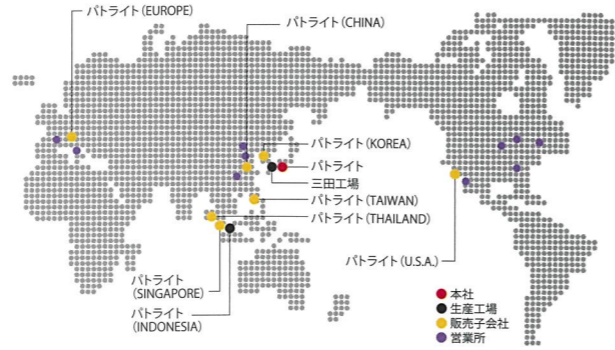 パトライト（EUROPE）
パトライト（CHINA）
パトライト（KOREA）
パトライト
三田工場
パトライト（TAIWAN）
パトライト（THAILAND）
パトライト（U.S.A.）
パトライト
（SINGAPORE）
パトライト
（INDONESIA）
本社
生産工場
販売子会社
営業所